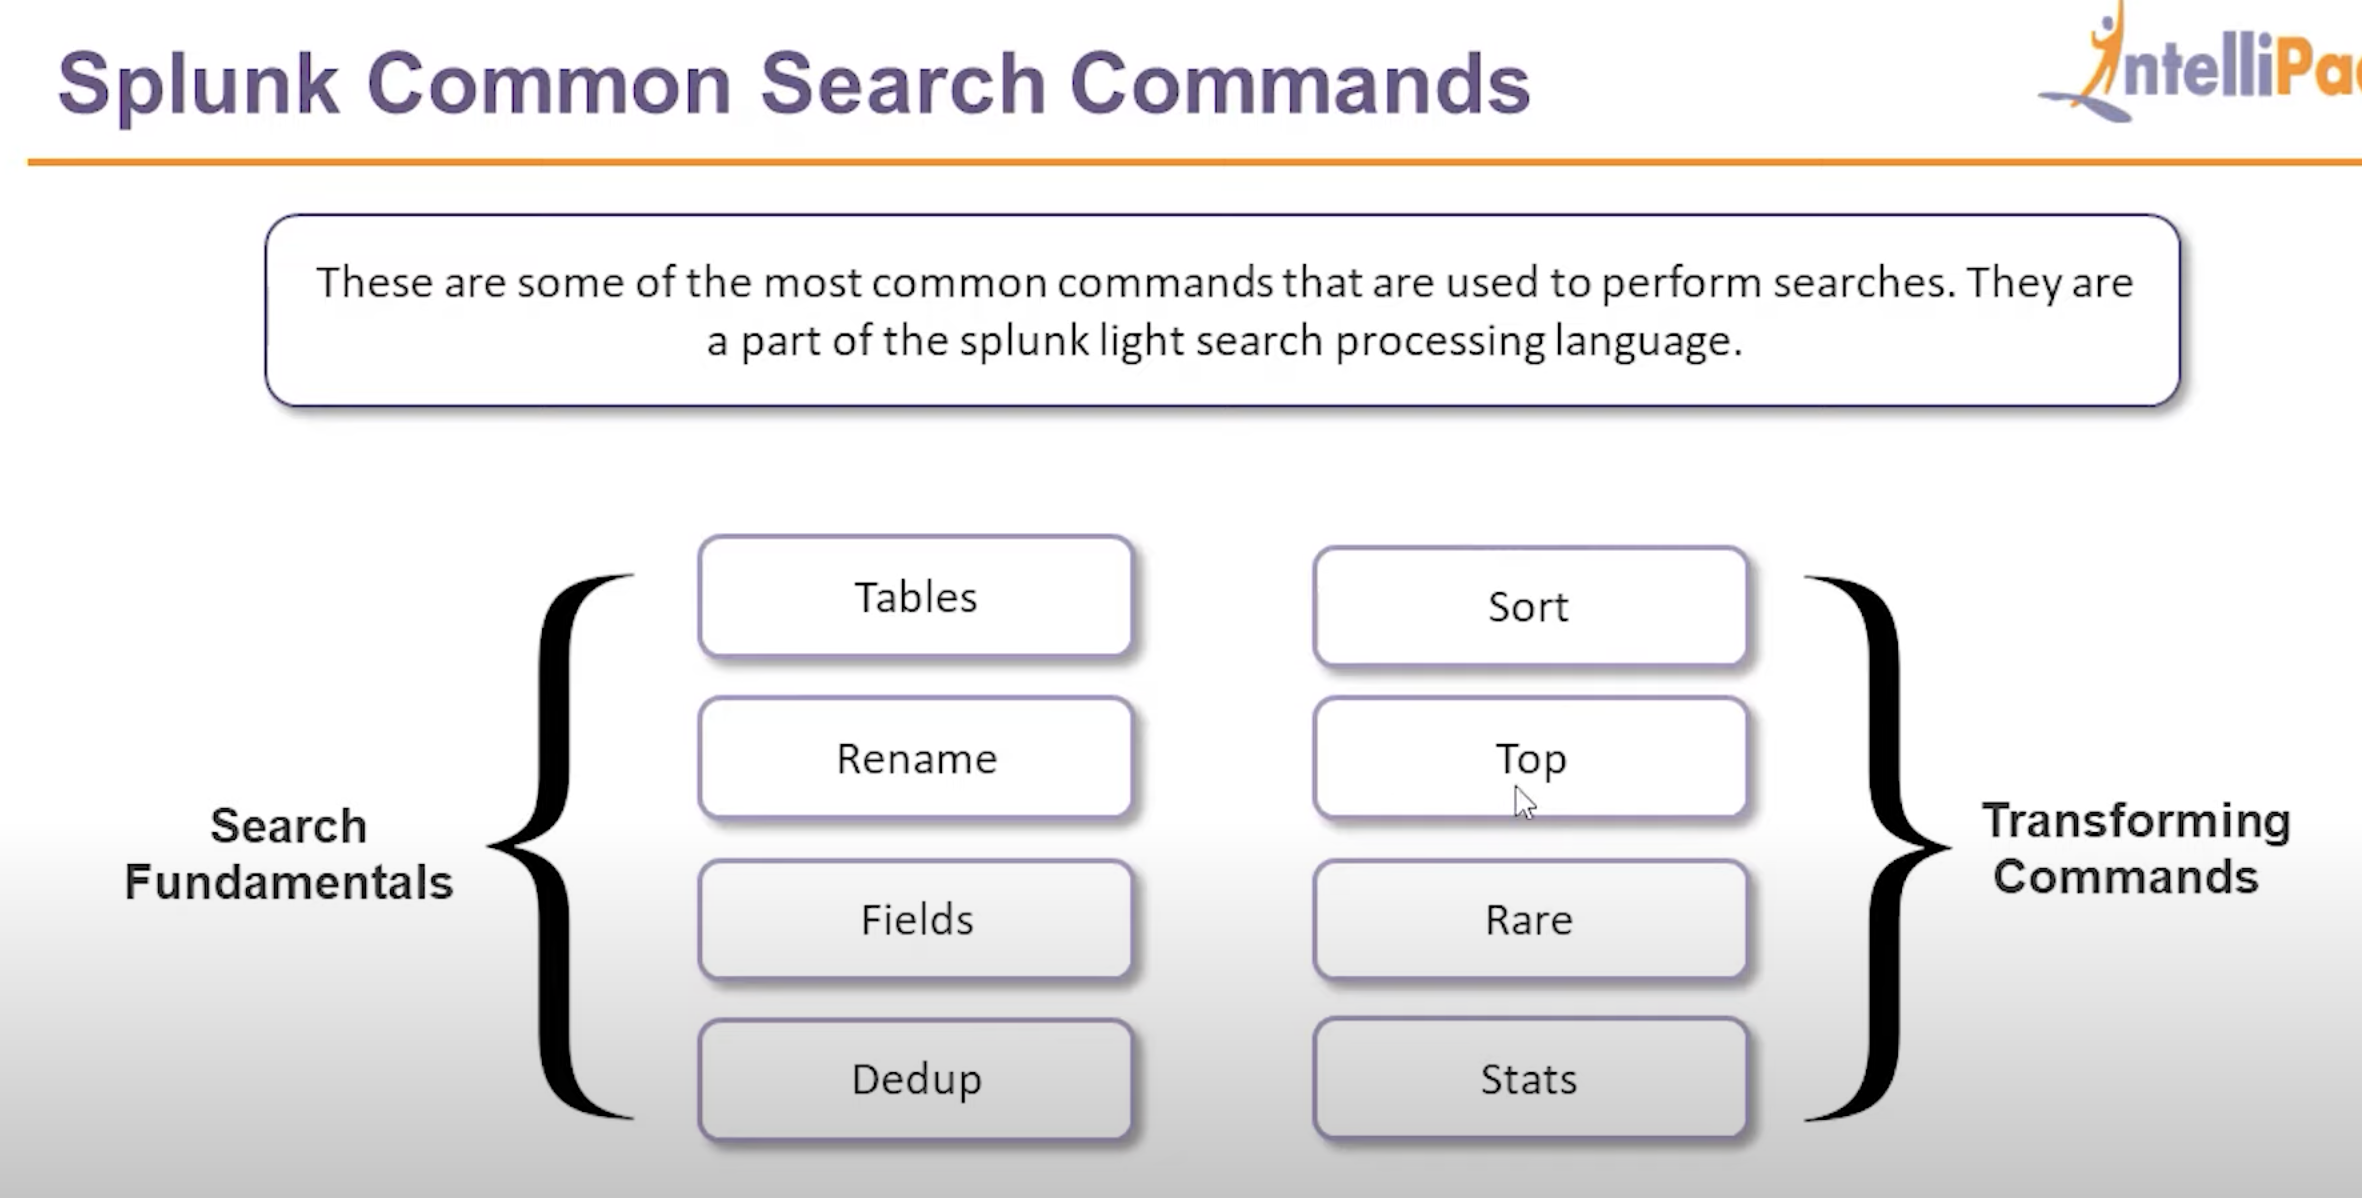 Splunk Common Search Commands
ntelliPa
These are some of the most common commands that are used to perform searches. They are
a part of the splunk light search processing language.
Search
Fundamentals
Tables
Rename
Fields
Dedup
Sort
Top
Rare
Stats
Transforming
Commands